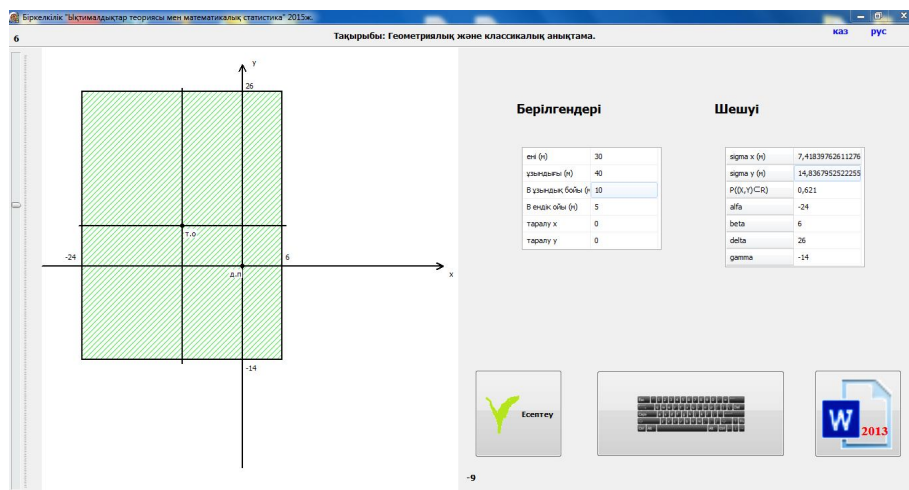 Біркелкілік "Ықтималдықтар теориясы мен математикалық статистика" 2015ж.
6
Тақырыбы: Геометриялық және классикалық анықтама.
каз рус
y
26
т.о
-24
6
д.п
x
-14
Берілгендері
ені (м) 30
ұзындығы (м) 40
В ұзындық бойы (м 10
В ендік ойы (м) 5
таралу x 0
таралу y 0
Шешуі
sigma x (м) 7,41839762611276
sigma y (м) 14,8367952522255
P((X,Y)⊂R) 0,621
alfa -24
beta 6
delta 26
gamma -14
Есептеу
W 2013
-9